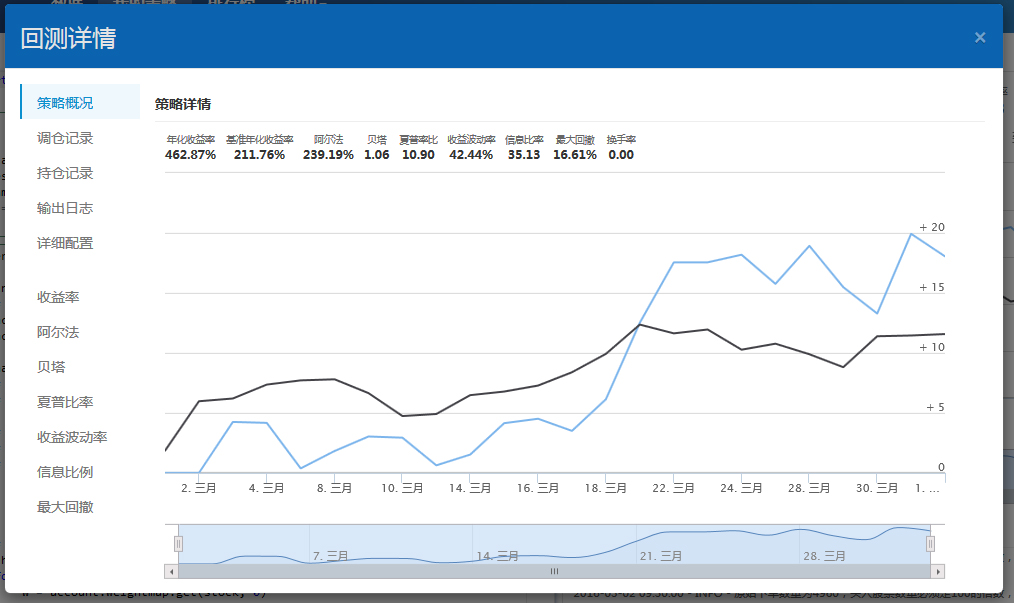 回测详情
×
策略概况
调仓记录
持仓记录
输出日志
详细配置
收益率
阿尔法
贝塔
夏普比率
收益波动率
信息比例
最大回撤
策略详情
年化收益率 基准年化收益率 阿尔法 贝塔 夏普率比 收益波动率 信息比率 最大回撤 换手率
462.87% 211.76% 239.19% 1.06 10.90 42.44% 35.13 16.61% 0.00
+ 20
+ 15
+ 10
+ 5
0
2. 三月 4. 三月 8. 三月 10. 三月 14. 三月 16. 三月 18. 三月 22. 三月 24. 三月 28. 三月 30. 三月 1. ...
7. 三月 14. 三月 21. 三月 28. 三月